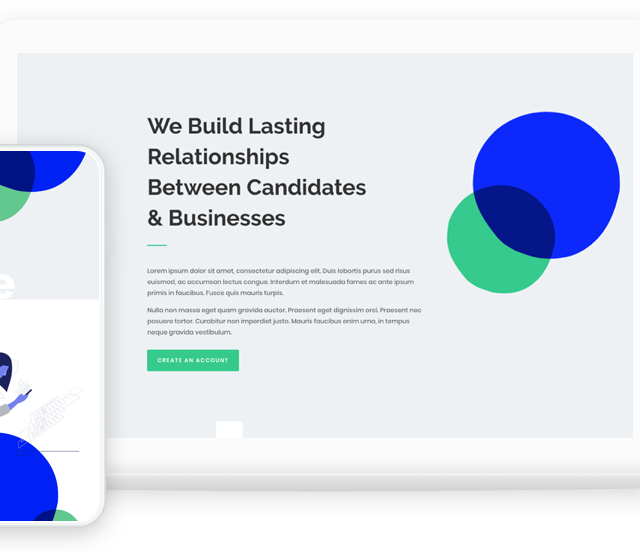 We Build Lasting
Relationships
Between Candidates
& Businesses
Lorem ipsum dolor sit amet, consectetur adipiscing elit. Duis lobortis purus sed risus
euismod, ac accumsan lectus congue. Interdum et malesuada fames ac ante ipsum
primis in faucibus. Fusce quis mauris turpis.
Nulla non massa eget quam gravida auctor. Praesent eget dignissim orci. Praesent nec
posuere tortor. Curabitur non imperdiet justo. Mauris faucibus enim urna, in tempus
neque gravida vestibulum.
CREATE AN ACCOUNT
e